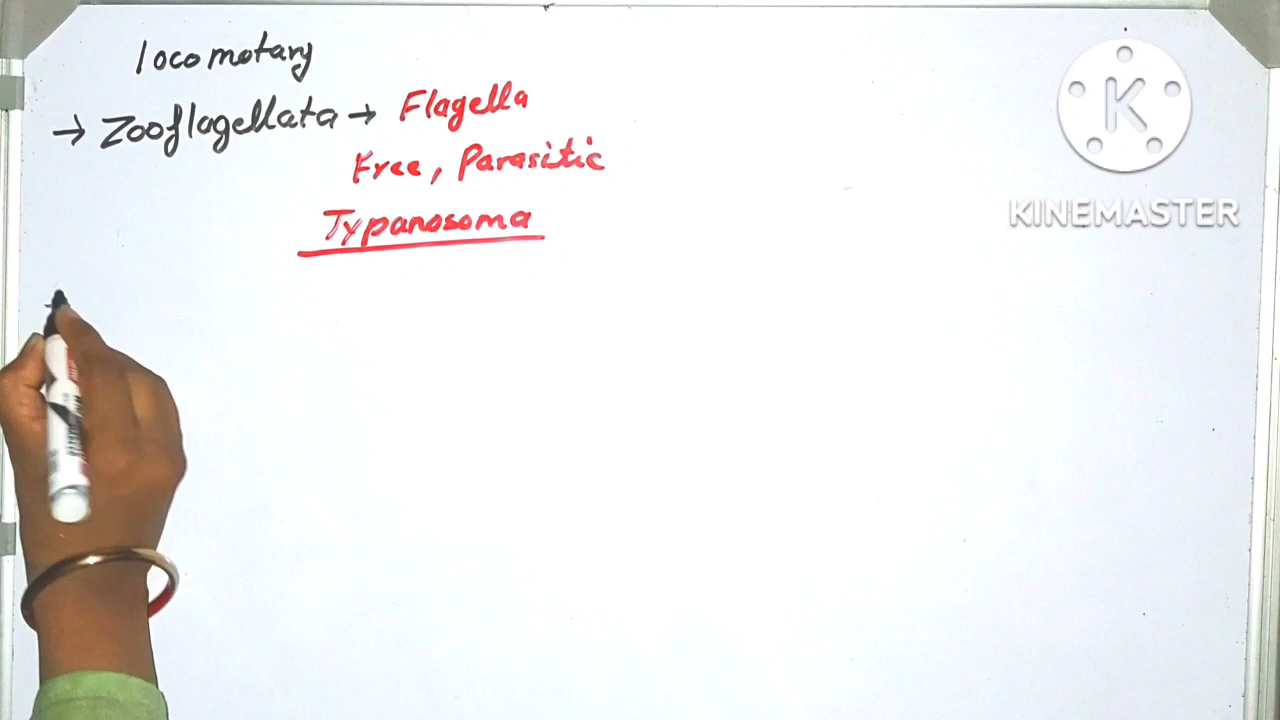 locomotary
→ Zooflagellata → Flagella
Free, Parasitic
Typanosoma
K
KINEMASTER